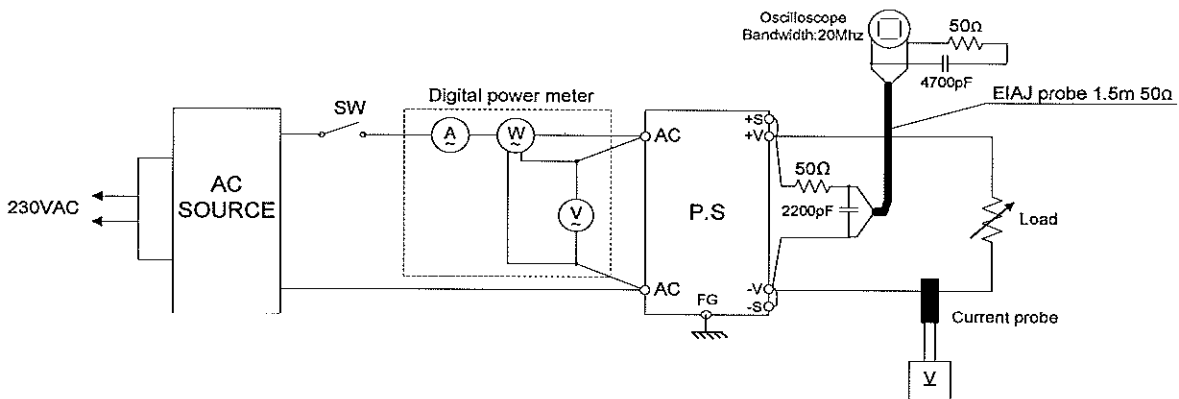 Oscilloscope
Bandwidth:20Mhz
50Ω
4700pF
EIAJ probe 1.5m 50Ω
Digital power meter
SW
A
~
W
~
V
~
AC
AC
230VAC
AC
SOURCE
P.S
FG
+S
+V
50Ω
2200pF
-V
-S
Load
Current probe
V